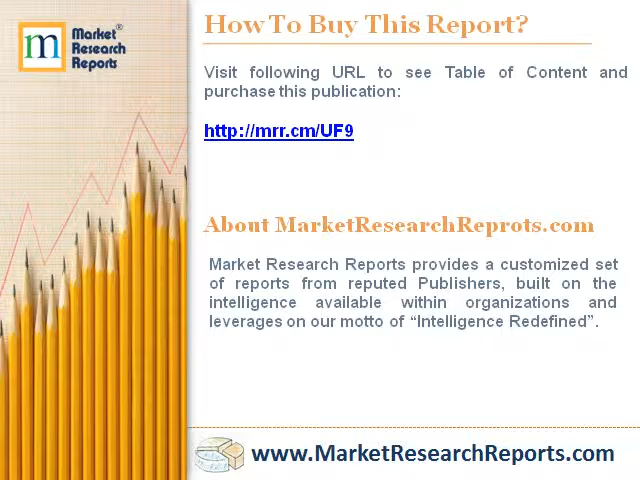 Market®
Research
Reports
m
How To Buy This Report?
Visit following URL to see Table of Content and
purchase this publication:
http://mrr.cm/UF9
About MarketResearchReprots.com
Market Research Reports provides a customized set
of reports from reputed Publishers, built on the
intelligence available within organizations and
leverages on our motto of “Intelligence Redefined”.
www.MarketResearchReports.com